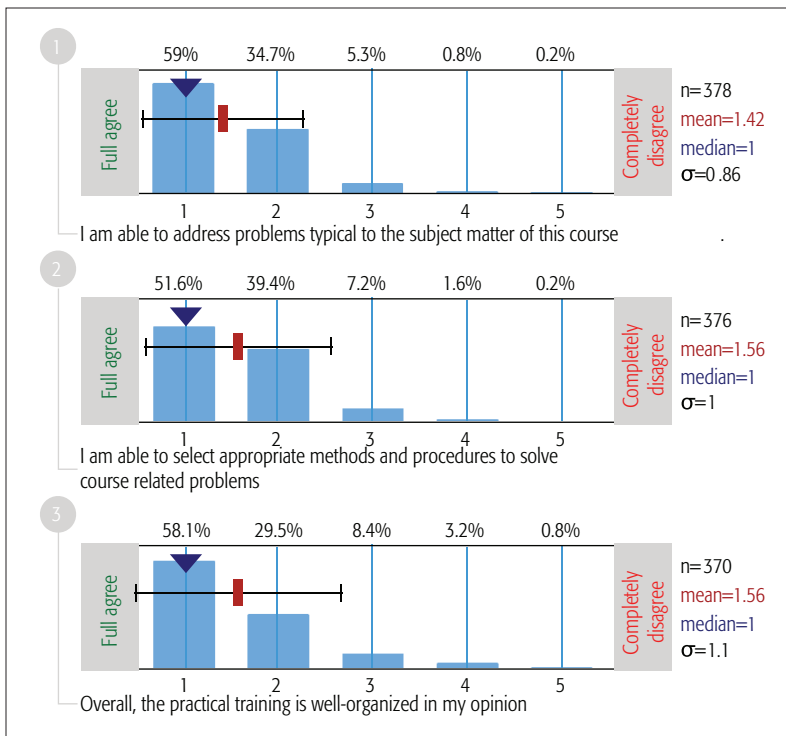 1
59% 34.7% 5.3% 0.8% 0.2%
Full agree
Completely
disagree
n=378
mean=1.42
median=1
σ=0.86
1 2 3 4 5
I am able to address problems typical to the subject matter of this course .
2
51.6% 39.4% 7.2% 1.6% 0.2%
Full agree
Completely
disagree
n=376
mean=1.56
median=1
σ=1
1 2 3 4 5
I am able to select appropriate methods and procedures to solve
course related problems
3
58.1% 29.5% 8.4% 3.2% 0.8%
Full agree
Completely
disagree
n=370
mean=1.56
median=1
σ=1.1
1 2 3 4 5
Overall, the practical training is well-organized in my opinion